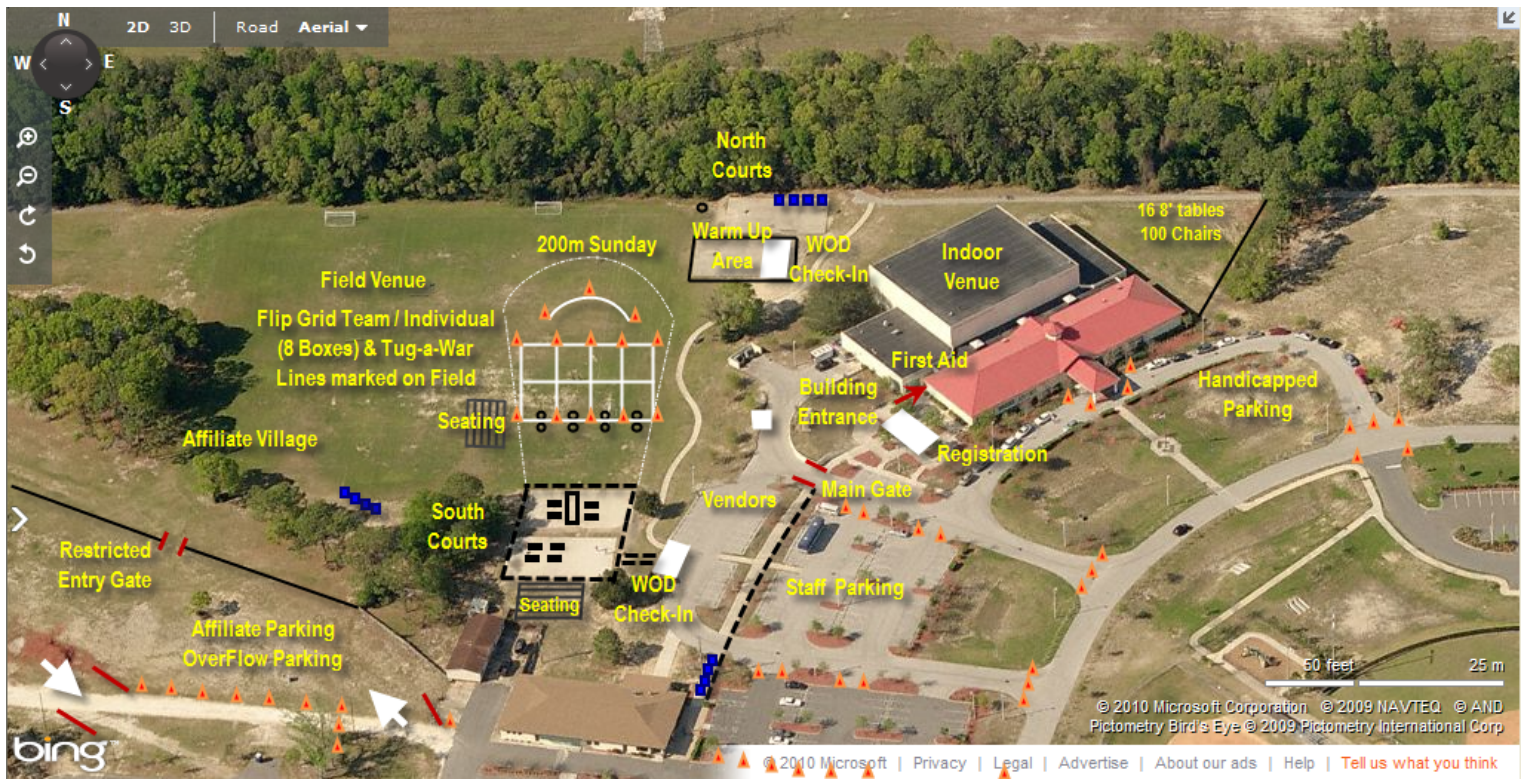 N
2D 3D Road Aerial
W E
S
North
Courts
16 8' tables
100 Chairs
Warm Up
Area
WOD
Check-In
200m Sunday
Indoor
Venue
Field Venue
Flip Grid Team / Individual
(8 Boxes) & Tug-a-War
Lines marked on Field
First Aid
Building
Entrance
Handicapped
Parking
Seating
Affiliate Village
Registration
Vendors
Main Gate
South
Courts
Restricted
Entry Gate
WOD
Check-In
Staff Parking
Seating
Affiliate Parking
OverFlow Parking
50 feet 25 m
© 2010 Microsoft Corporation © 2009 NAVTEQ © AND
Pictometry Bird's Eye © 2009 Pictometry International Corp
bing™
© 2010 Microsoft | Privacy | Legal | Advertise | About our ads | Help | Tell us what you think